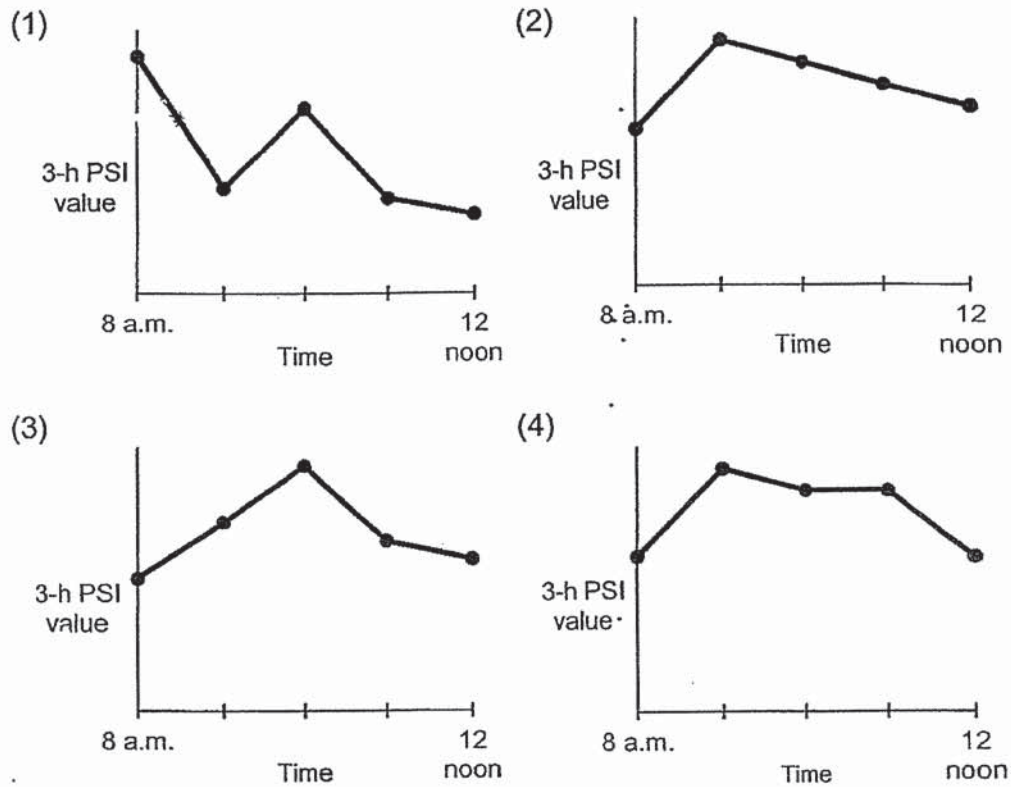 (1)
3-h PSI
value
8 a.m.
12
noon
Time
(2)
3-h PSI
value
8 a.m.
12
noon
Time
(3)
3-h PSI
value
8 a.m.
12
noon
Time
(4)
3-h PSI
value
8 a.m.
12
noon
Time